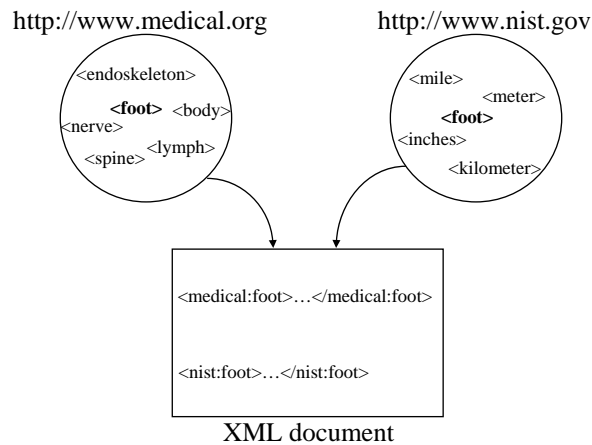 http://www.medical.org
http://www.nist.gov
<endoskeleton>
<foot> <body>
<nerve>
<spine> <lymph>
<mile>
<meter>
<foot>
<inches>
<kilometer>
<medical:foot>…</medical:foot>
<nist:foot>…</nist:foot>
XML document